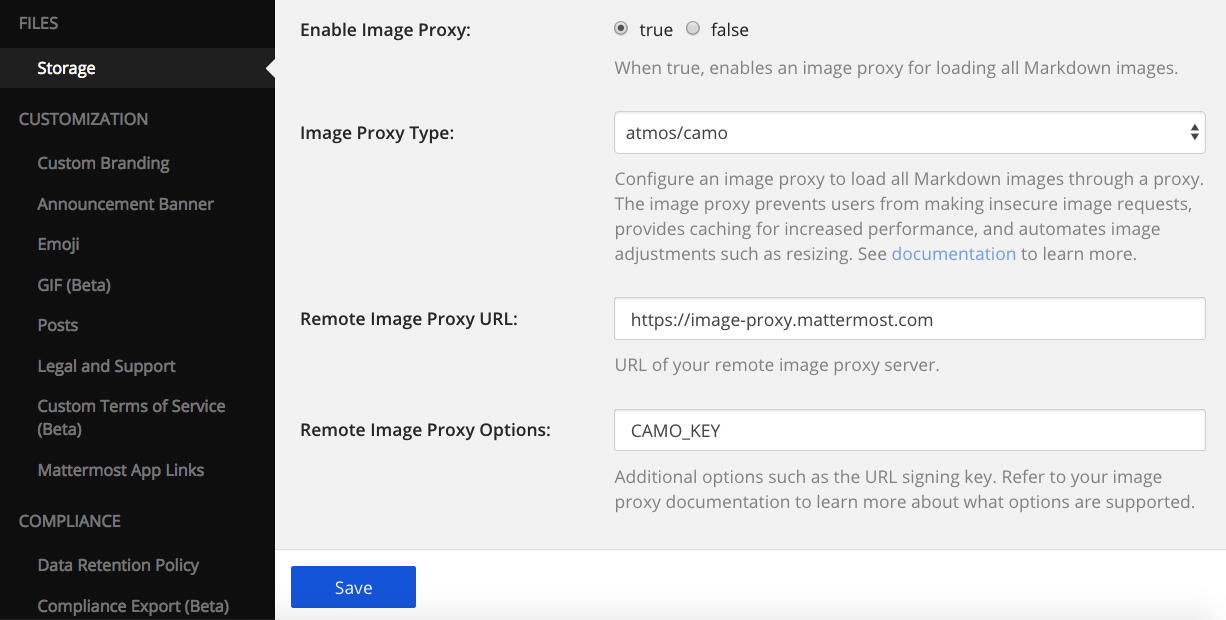 FILES
Storage
CUSTOMIZATION
Custom Branding
Announcement Banner
Emoji
GIF (Beta)
Posts
Legal and Support
Custom Terms of Service
(Beta)
Mattermost App Links
COMPLIANCE
Data Retention Policy
Compliance Export (Beta)
Enable Image Proxy:
true false
When true, enables an image proxy for loading all Markdown images.
Image Proxy Type:
atmos/camo
Configure an image proxy to load all Markdown images through a proxy.
The image proxy prevents users from making insecure image requests,
provides caching for increased performance, and automates image
adjustments such as resizing. See documentation to learn more.
Remote Image Proxy URL:
https://image-proxy.mattermost.com
URL of your remote image proxy server.
Remote Image Proxy Options:
CAMO_KEY
Additional options such as the URL signing key. Refer to your image
proxy documentation to learn more about what options are supported.
Save